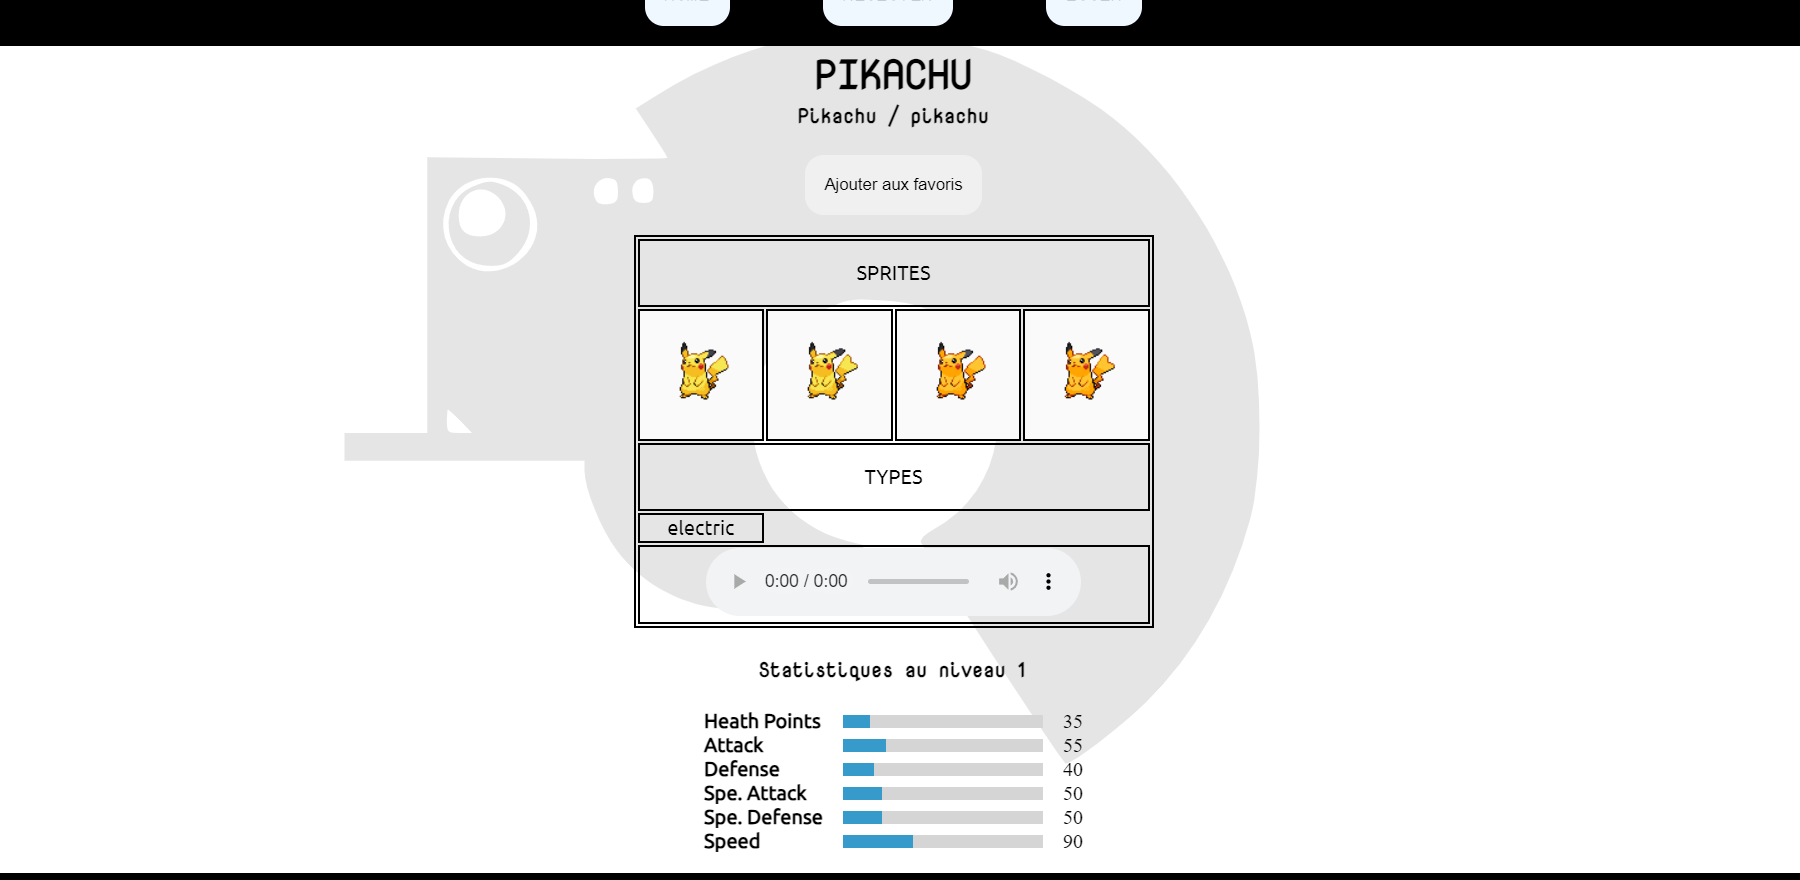 PIKACHU
Pikachu / pikachu
Ajouter aux favoris
SPRITES
TYPES
electric
0:00 / 0:00
Statistiques au niveau 1
Heath Points 35
Attack 55
Defense 40
Spe. Attack 50
Spe. Defense 50
Speed 90